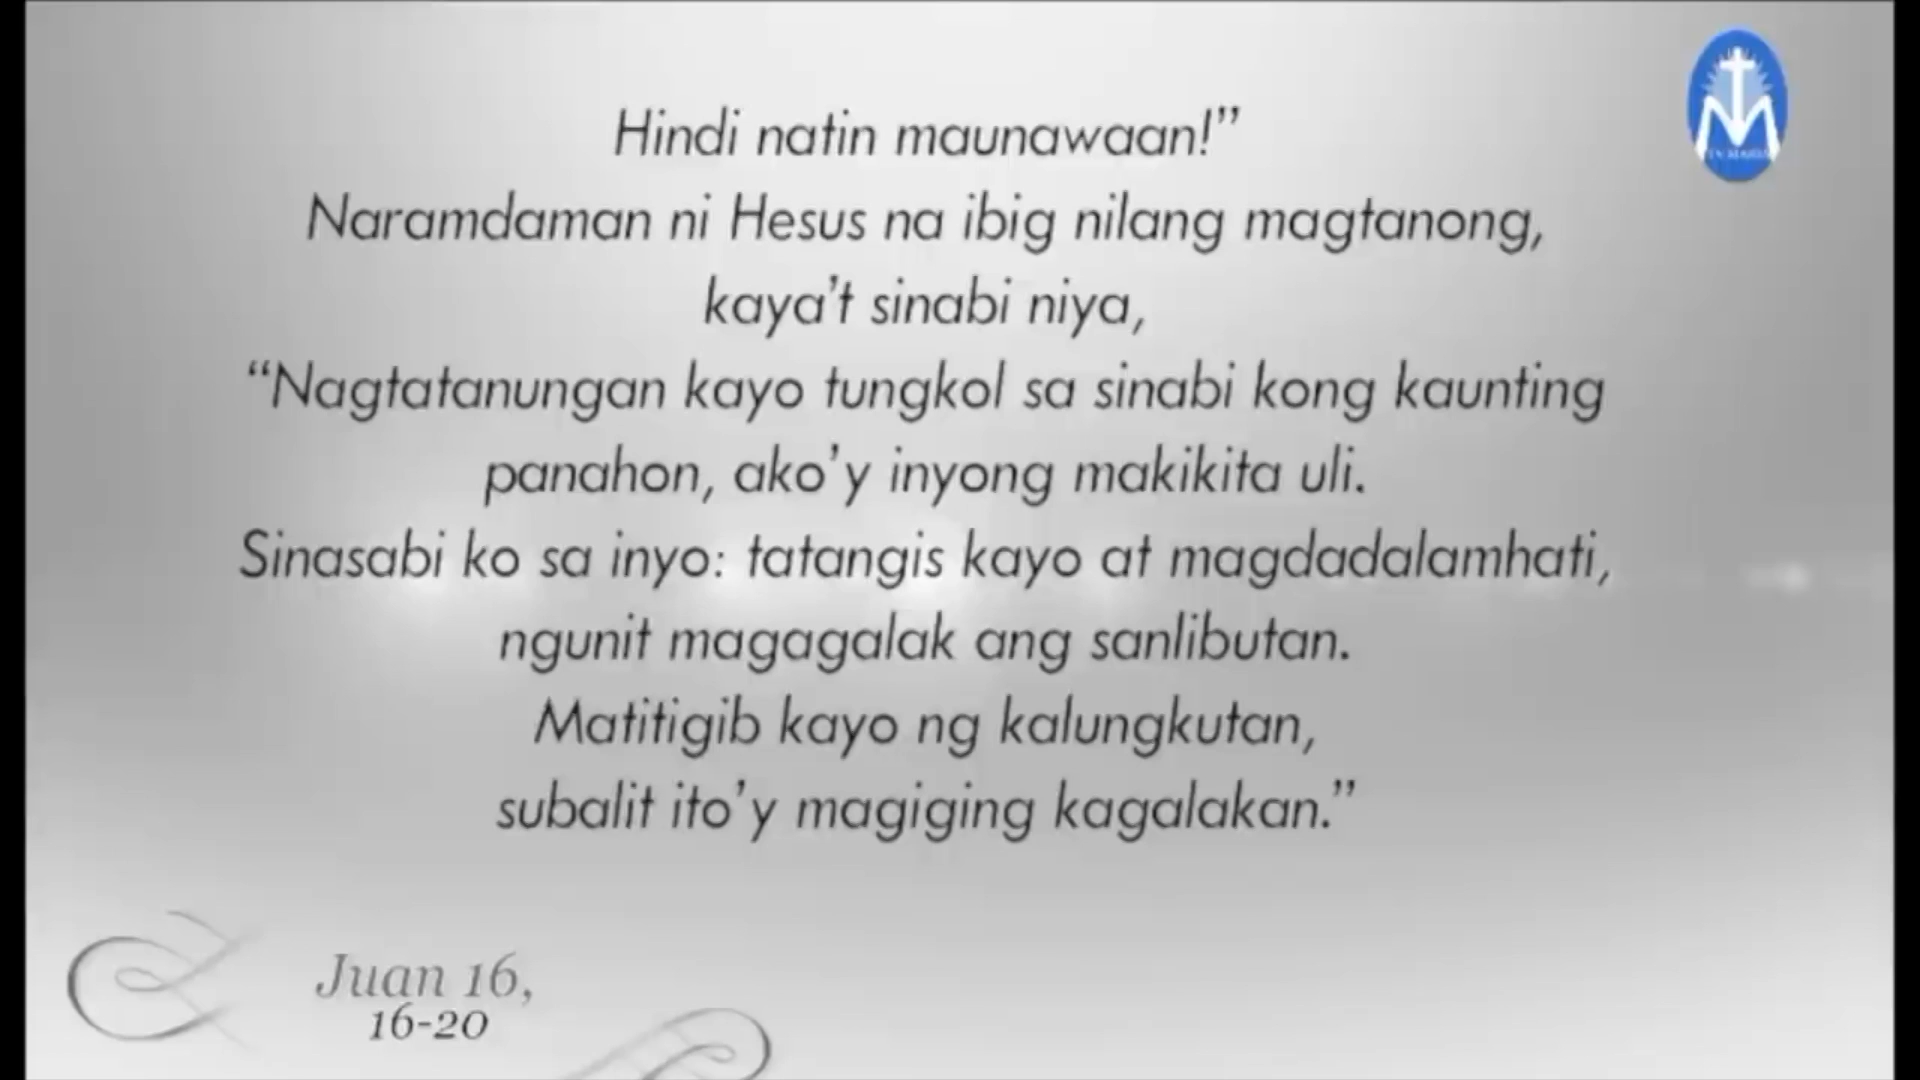 Hindi natin maunawaan!”
Naramdaman ni Hesus na ibig nilang magtanong,
kaya’t sinabi niya,
“Nagtatanungan kayo tungkol sa sinabi kong kaunting
panahon, ako’y inyong makikita uli.
Sinasabi ko sa inyo: tatangis kayo at magdadalamhati,
ngunit magagalak ang sanlibutan.
Matitigib kayo ng kalungkutan,
subalit ito’y magiging kagalakan.”
Juan 16,
16-20
TV MARIA